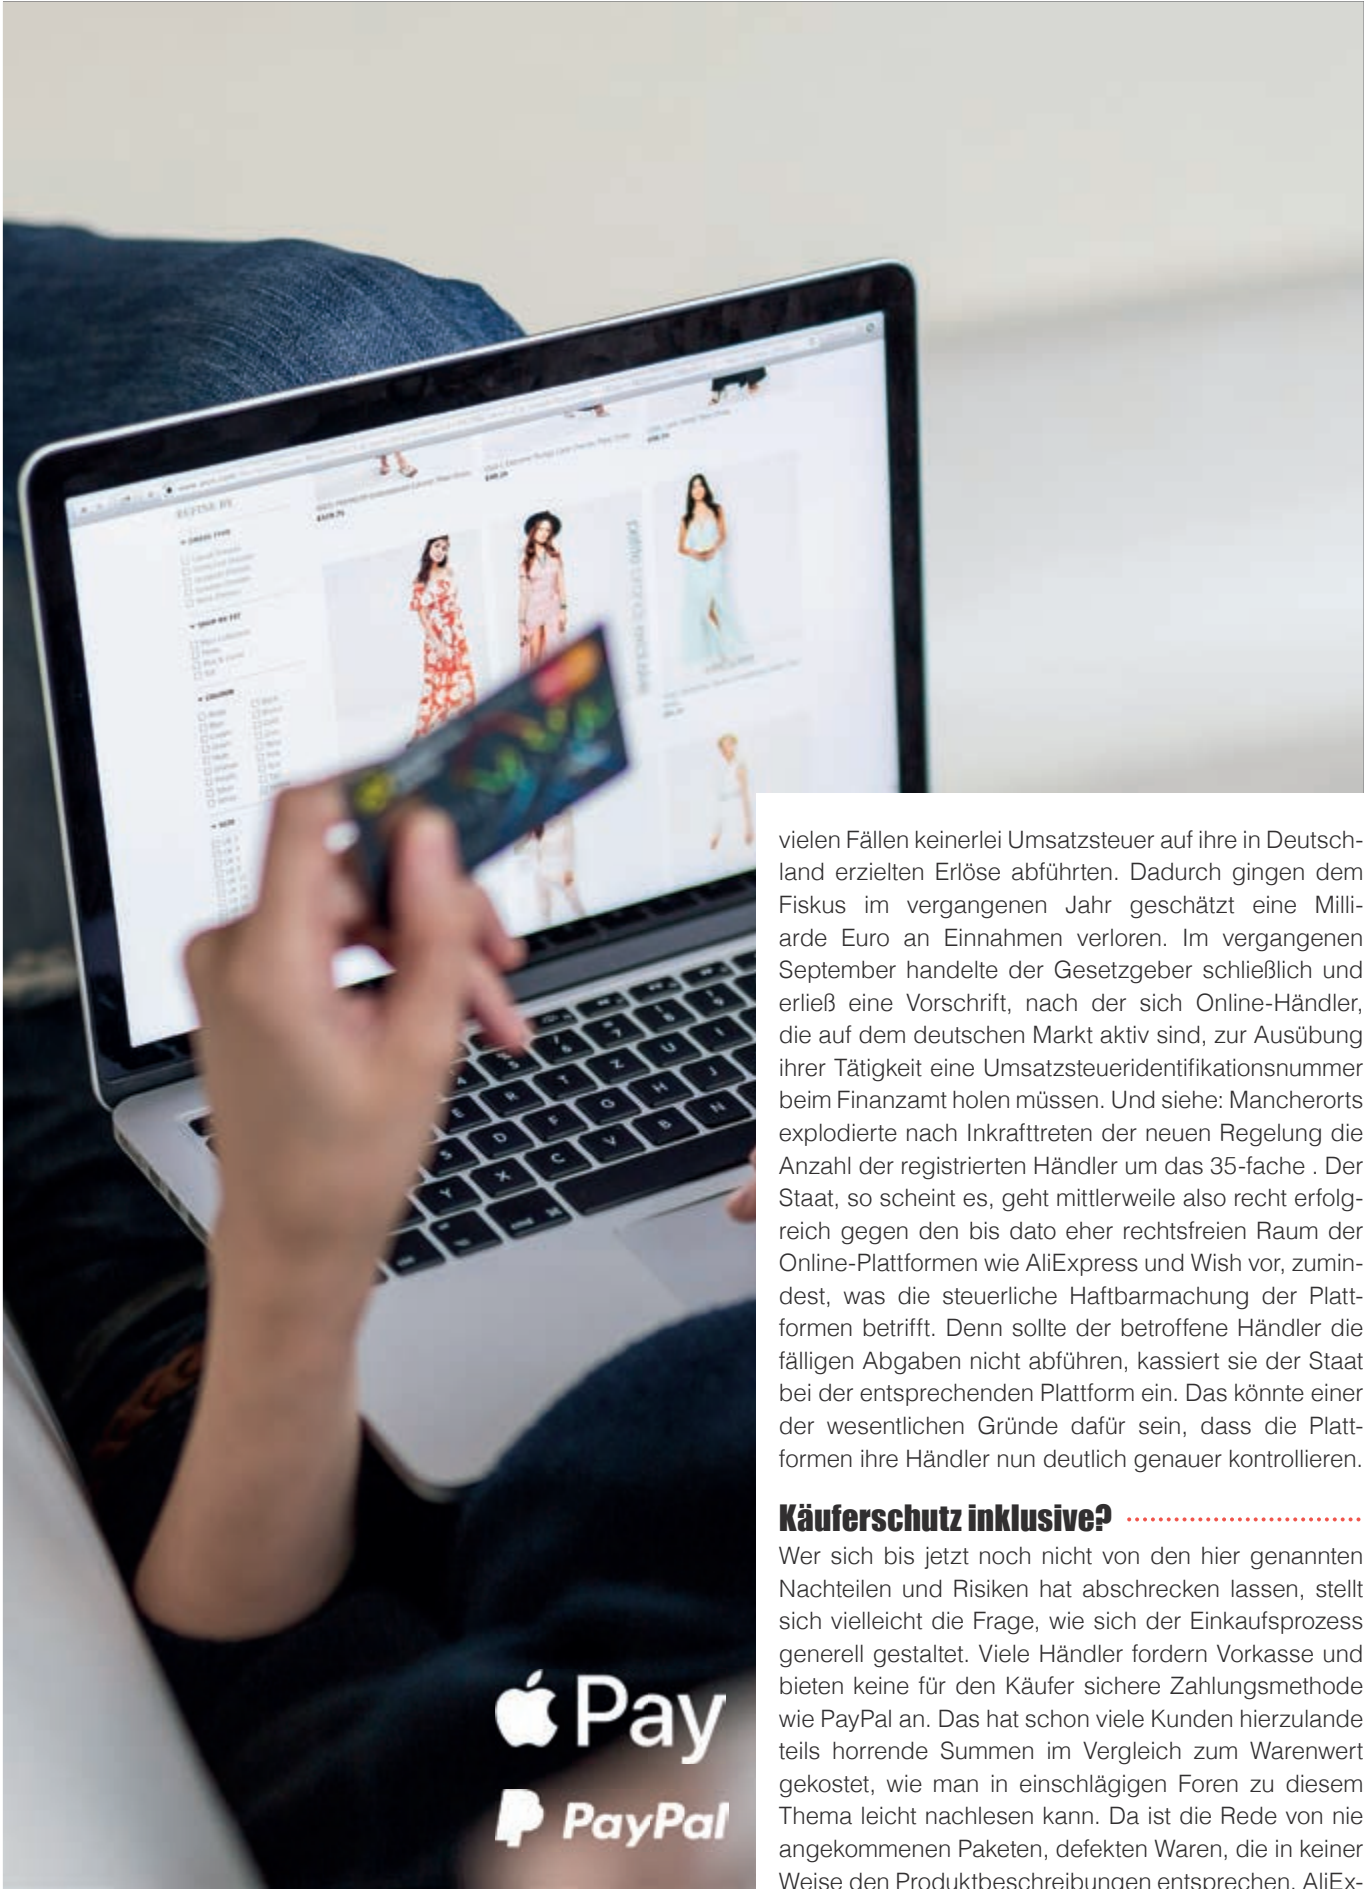 REFINE BY
vielen Fällen keinerlei Umsatzsteuer auf ihre in Deutsch-
land erzielten Erlöse abführten. Dadurch gingen dem
Fiskus im vergangenen Jahr geschätzt eine Milli-
arde Euro an Einnahmen verloren. Im vergangenen
September handelte der Gesetzgeber schließlich und
erließ eine Vorschrift, nach der sich Online-Händler,
die auf dem deutschen Markt aktiv sind, zur Ausübung
ihrer Tätigkeit eine Umsatzsteueridentifikationsnummer
beim Finanzamt holen müssen. Und siehe: Mancherorts
explodierte nach Inkrafttreten der neuen Regelung die
Anzahl der registrierten Händler um das 35-fache . Der
Staat, so scheint es, geht mittlerweile also recht erfolg-
reich gegen den bis dato eher rechtsfreien Raum der
Online-Plattformen wie AliExpress und Wish vor, zumin-
dest, was die steuerliche Haftbarmachung der Platt-
formen betrifft. Denn sollte der betroffene Händler die
fälligen Abgaben nicht abführen, kassiert sie der Staat
bei der entsprechenden Plattform ein. Das könnte einer
der wesentlichen Gründe dafür sein, dass die Platt-
formen ihre Händler nun deutlich genauer kontrollieren.
Käuferschutz inklusive?
Wer sich bis jetzt noch nicht von den hier genannten
Nachteilen und Risiken hat abschrecken lassen, stellt
sich vielleicht die Frage, wie sich der Einkaufsprozess
generell gestaltet. Viele Händler fordern Vorkasse und
bieten keine für den Käufer sichere Zahlungsmethode
wie PayPal an. Das hat schon viele Kunden hierzulande
teils horrende Summen im Vergleich zum Warenwert
gekostet, wie man in einschlägigen Foren zu diesem
Thema leicht nachlesen kann. Da ist die Rede von nie
angekommenen Paketen, defekten Waren, die in keiner
Weise den Produktbeschreibungen entsprechen. AliEx-
Pay
PayPal